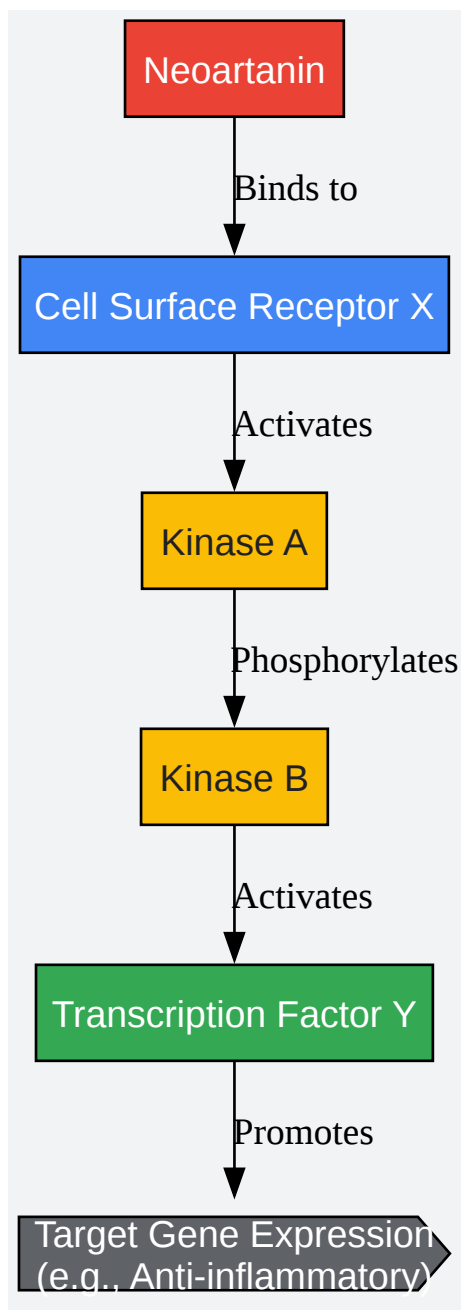 Neoartanin
Binds to
Cell Surface Receptor X
Activates
Kinase A
Phosphorylates
Kinase B
Activates
Transcription Factor Y
Promotes
Target Gene Expression
(e.g., Anti-inflammatory)